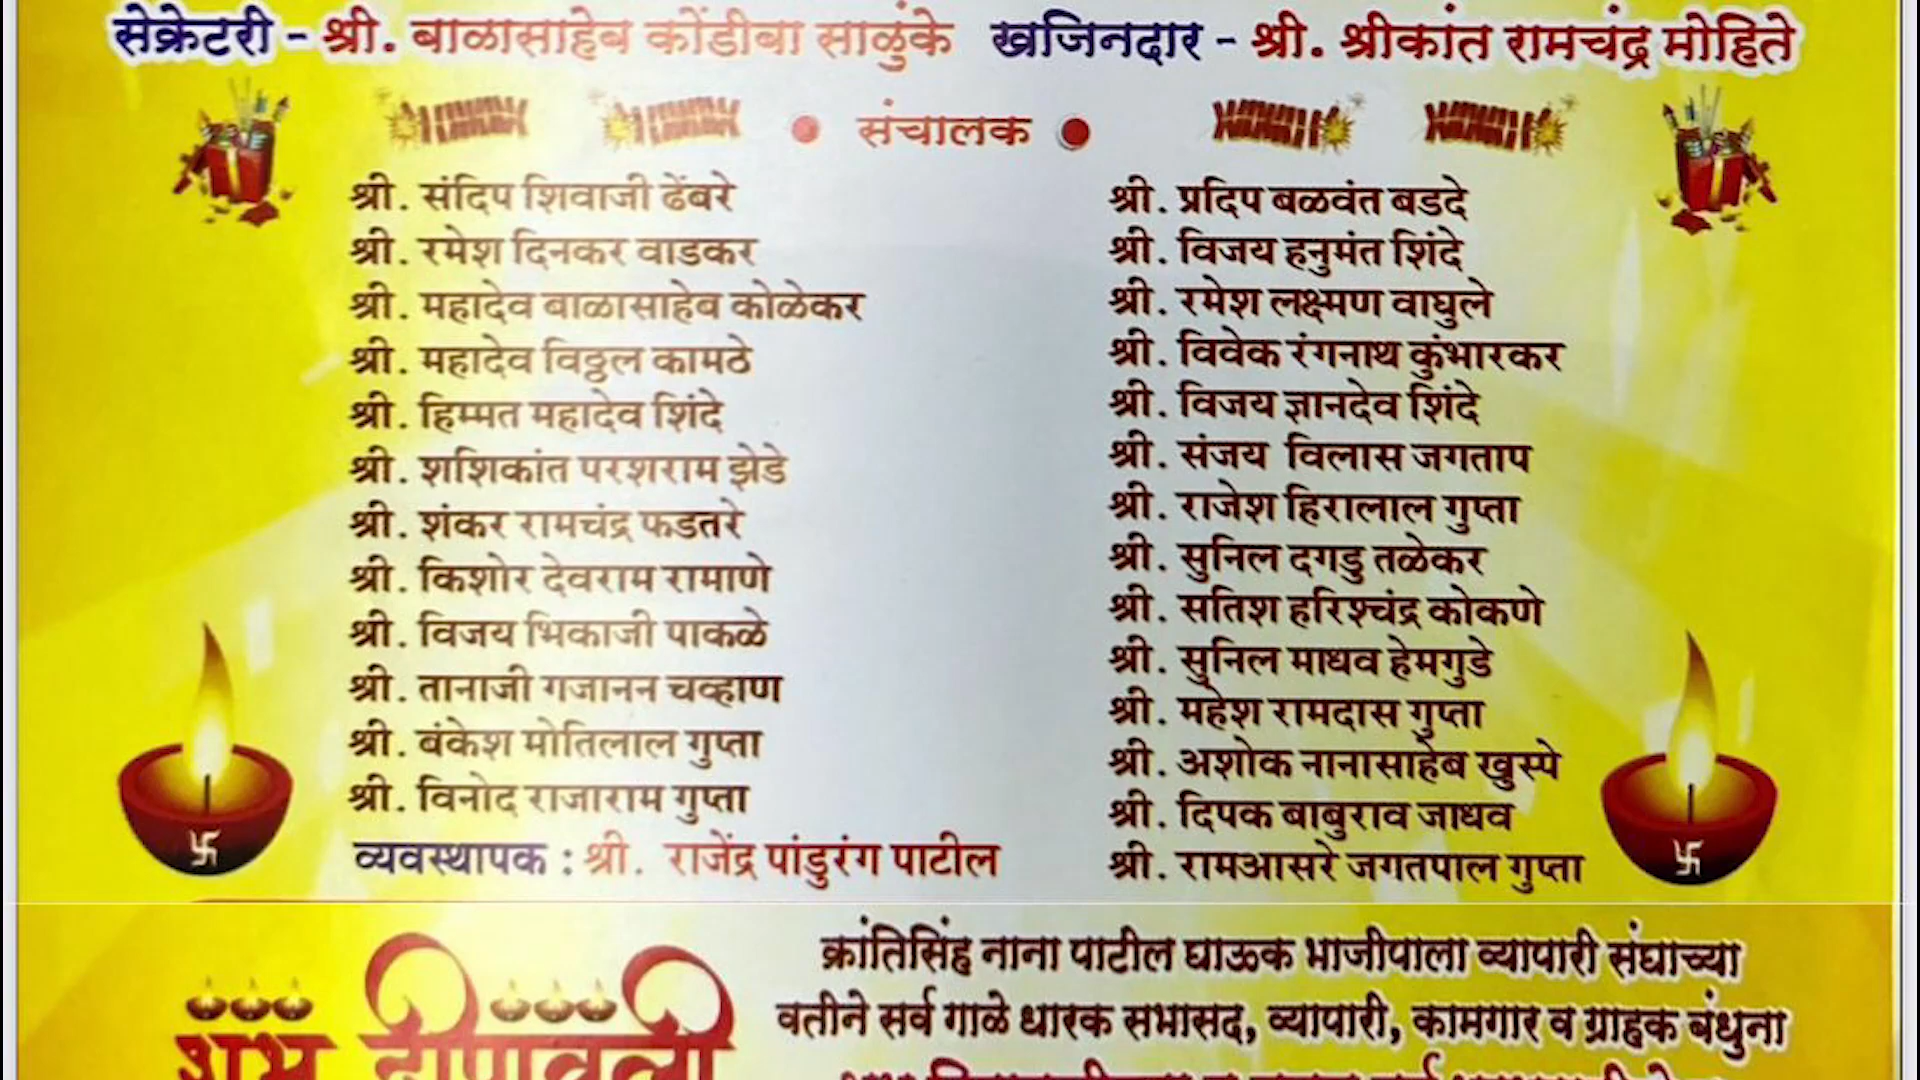 सेक्रेटरी - श्री. बाळासाहेब कोंडीबा साळुंके खजिनदार - श्री. श्रीकांत रामचंद्र मोहिते
संचालक
श्री. संदिप शिवाजी ढेंबरे
श्री. रमेश दिनकर वाडकर
श्री. महादेव बाळासाहेब कोळेकर
श्री. महादेव विठ्ठल कामठे
श्री. हिम्मत महादेव शिंदे
श्री. शशिकांत परशराम झेडे
श्री. शंकर रामचंद्र फडतरे
श्री. किशोर देवराम रामाणे
श्री. विजय भिकाजी पाकळे
श्री. तानाजी गजानन चव्हाण
श्री. बंकेश मोतिलाल गुप्ता
श्री. विनोद राजाराम गुप्ता
व्यवस्थापक : श्री. राजेंद्र पांडुरंग पाटील
श्री. प्रदिप बळवंत बडदे
श्री. विजय हनुमंत शिंदे
श्री. रमेश लक्ष्मण वाघुले
श्री. विवेक रंगनाथ कुंभारकर
श्री. विजय ज्ञानदेव शिंदे
श्री. संजय विलास जगताप
श्री. राजेश हिरालाल गुप्ता
श्री. सुनिल दगडु तळेकर
श्री. सतिश हरिश्चंद्र कोकणे
श्री. सुनिल माधव हेमगुडे
श्री. महेश रामदास गुप्ता
श्री. अशोक नानासाहेब खुस्पे
श्री. दिपक बाबुराव जाधव
श्री. रामआसरे जगतपाल गुप्ता
शुभ दीपावली
क्रांतिसिंह नाना पाटील घाऊक भाजीपाला व्यापारी संघाच्या
वतीने सर्व गाळे धारक सभासद, व्यापारी, कामगार व ग्राहक बंधुना